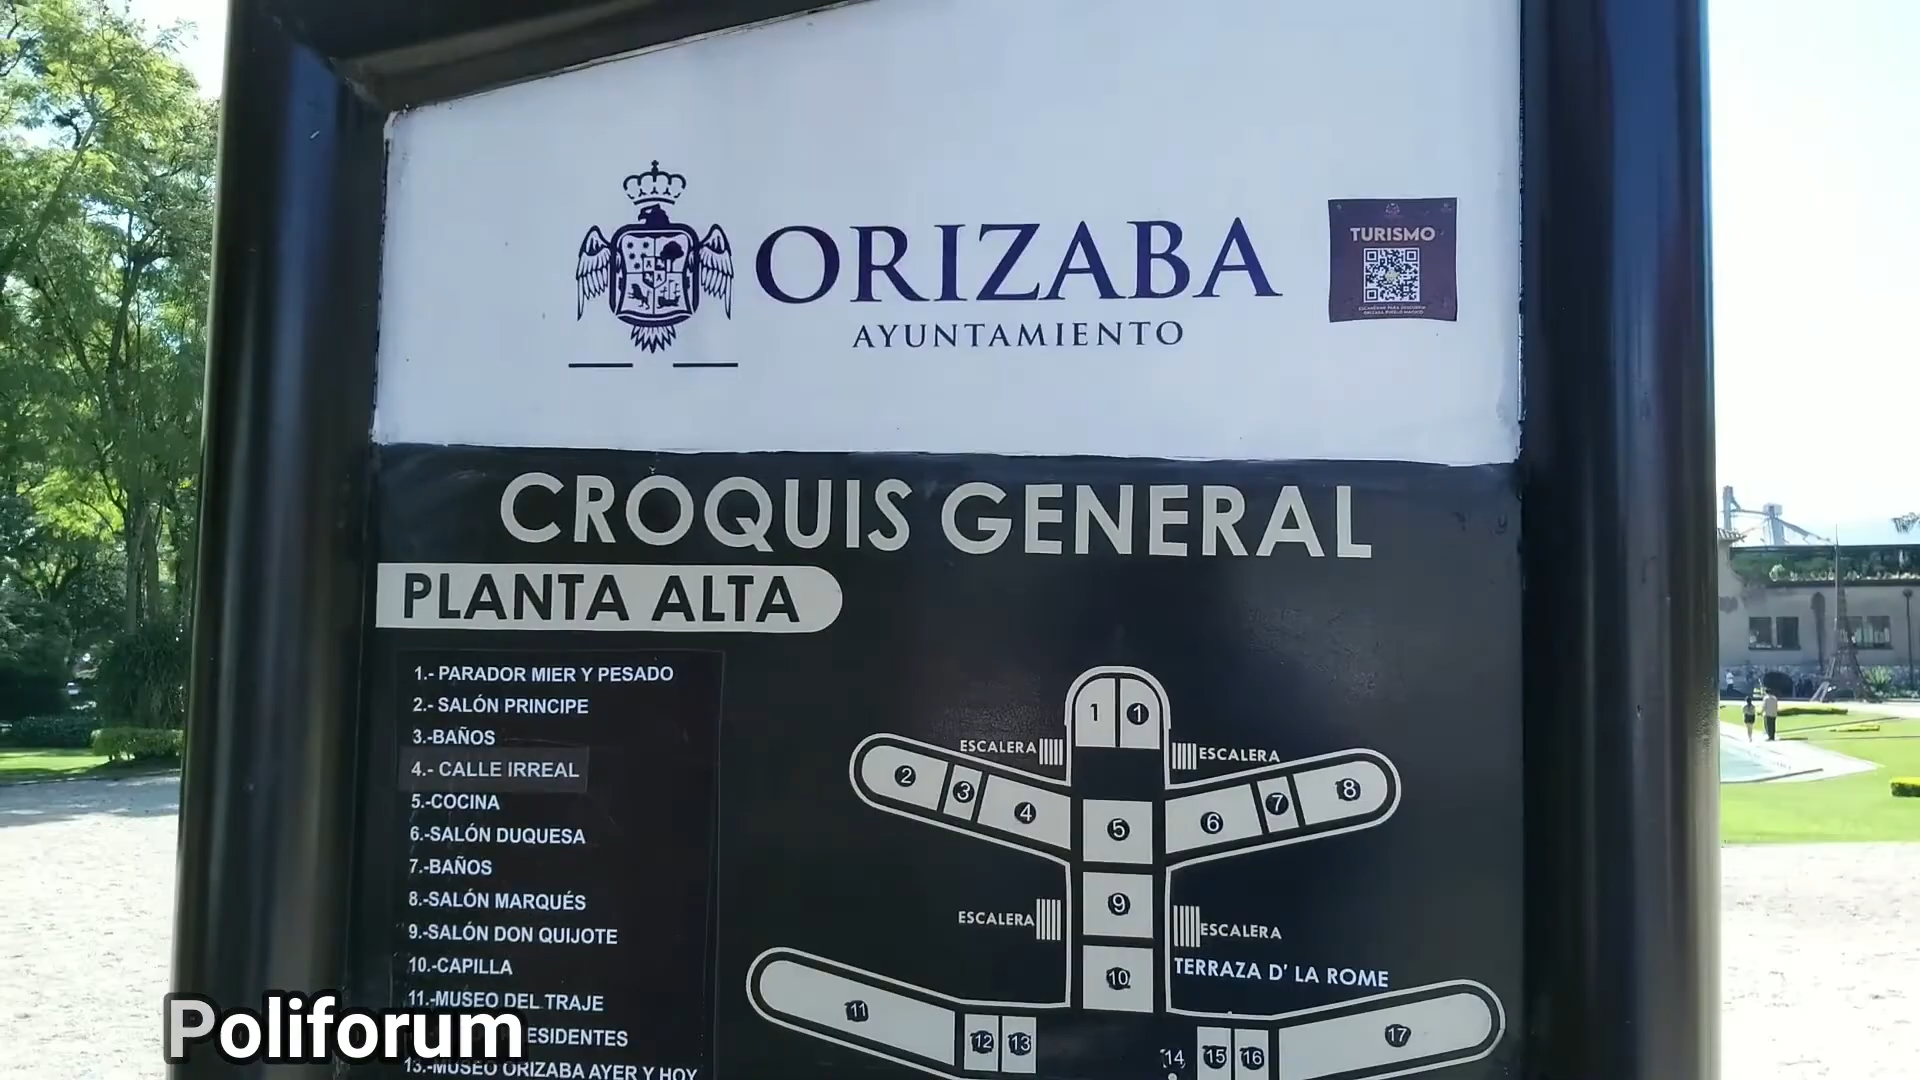 ORIZABA
AYUNTAMIENTO
TURISMO
CROQUIS GENERAL
PLANTA ALTA
1.- PARADOR MIER Y PESADO
2.- SALÓN PRINCIPE
3.-BAÑOS
4.- CALLE IRREAL
5.-COCINA
6.-SALÓN DUQUESA
7.-BAÑOS
8.-SALÓN MARQUÉS
9.-SALÓN DON QUIJOTE
10.-CAPILLA
11.-MUSEO DEL TRAJE
13.-MUSEO ORIZABA AYER Y HOY
1 1
ESCALERA ESCALERA
2 3 4 5 6 7 8
9
ESCALERA ESCALERA
10
TERRAZA D' LA ROME
11 12 13 14 15 16 17
Poliforum